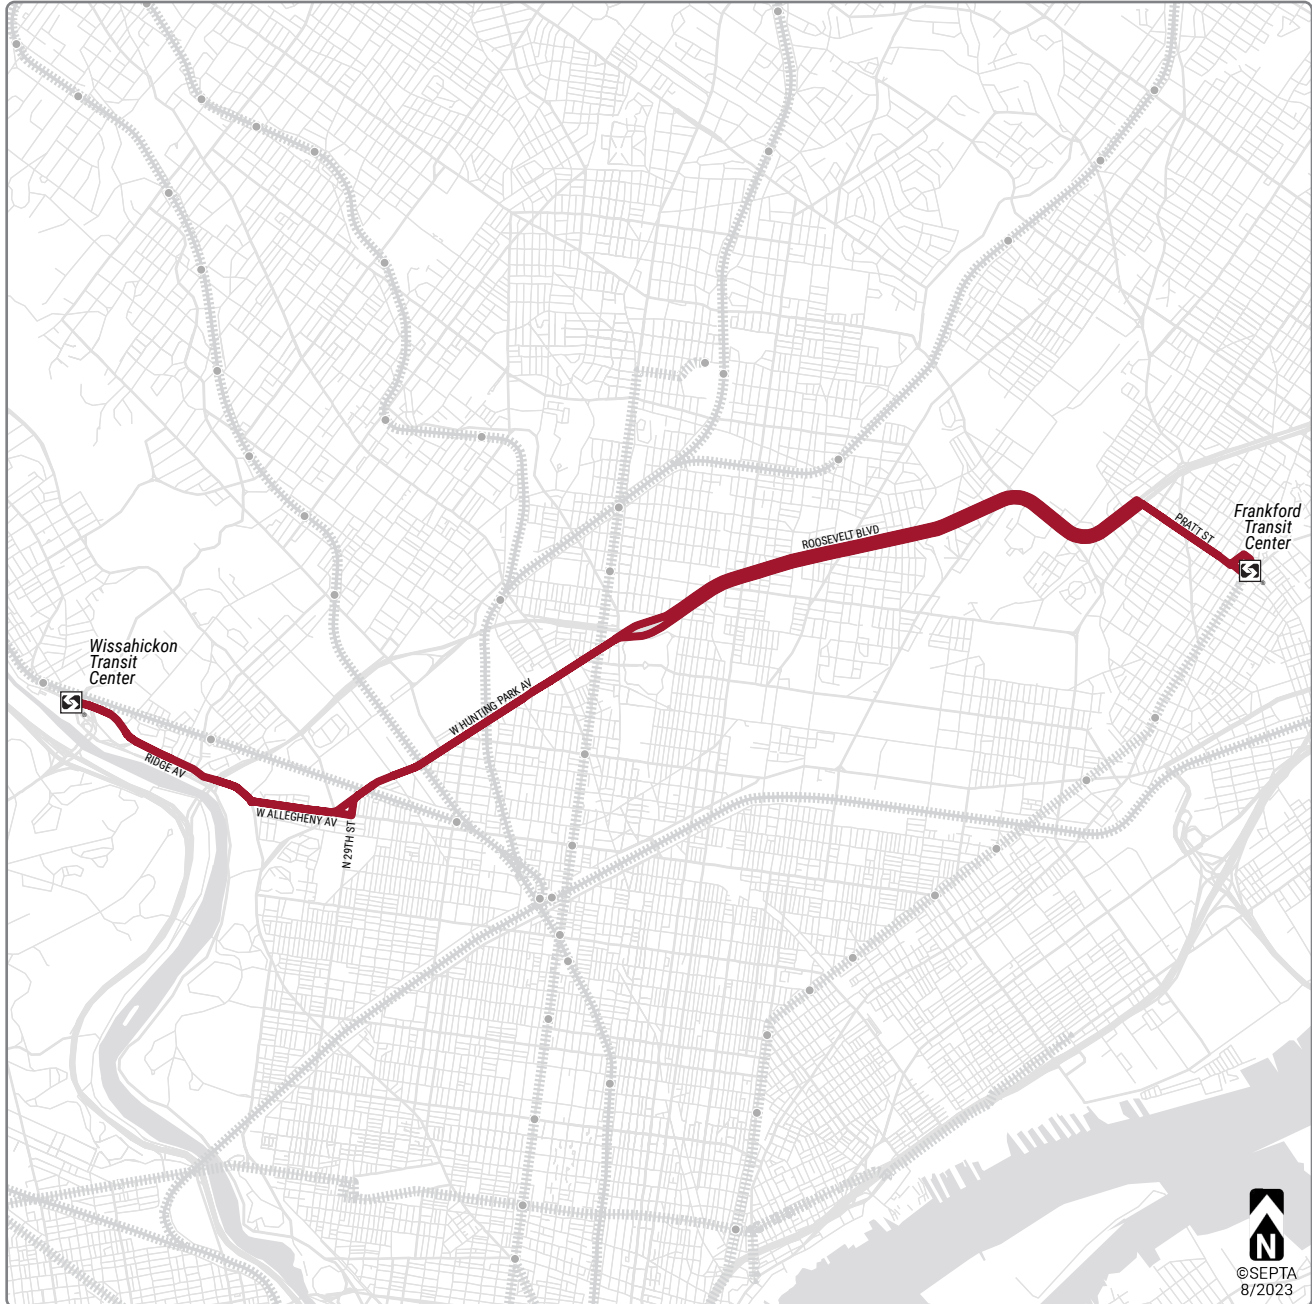 ROOSEVELT BLVD
PRATT ST
Frankford
Transit
Center
Wissahickon
Transit
Center
W HUNTING PARK AV
RIDGE AV
W ALLEGHENY AV
N 29TH ST
N
©SEPTA
8/2023